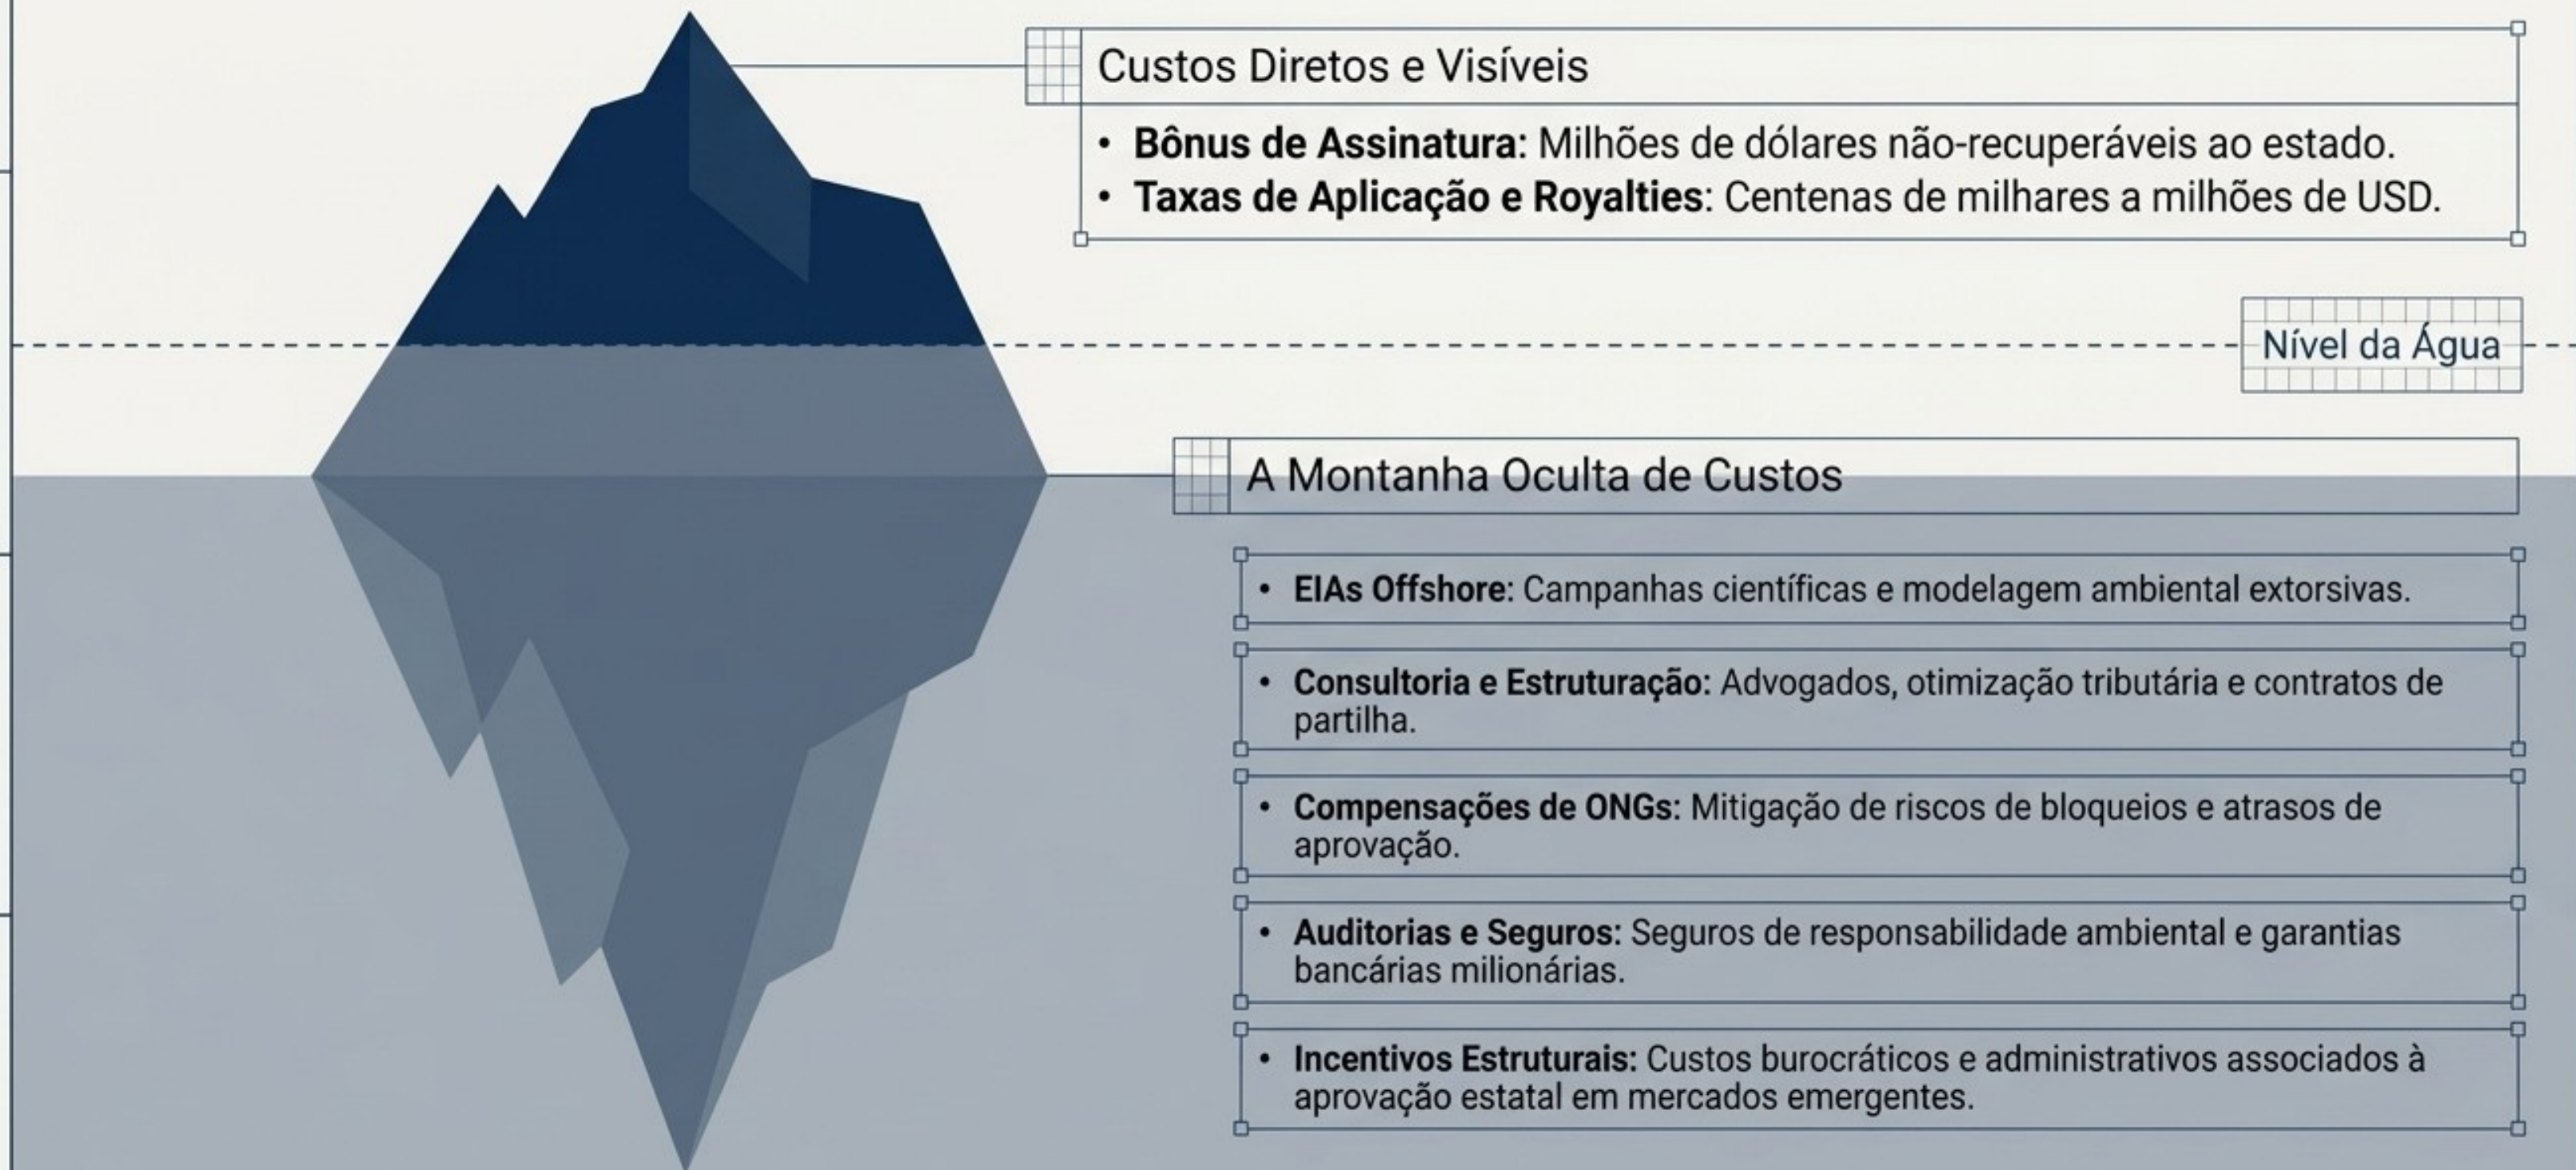 Custos Diretos e Visíveis
• Bônus de Assinatura: Milhões de dólares não-recuperáveis ao estado.
• Taxas de Aplicação e Royalties: Centenas de milhares a milhões de USD.
Nível da Água
A Montanha Oculta de Custos
• EIAs Offshore: Campanhas científicas e modelagem ambiental extorsivas.
• Consultoria e Estruturação: Advogados, otimização tributária e contratos de
partilha.
• Compensações de ONGs: Mitigação de riscos de bloqueios e atrasos de
aprovação.
• Auditorias e Seguros: Seguros de responsabilidade ambiental e garantias
bancárias milionárias.
• Incentivos Estruturais: Custos burocráticos e administrativos associados à
aprovação estatal em mercados emergentes.